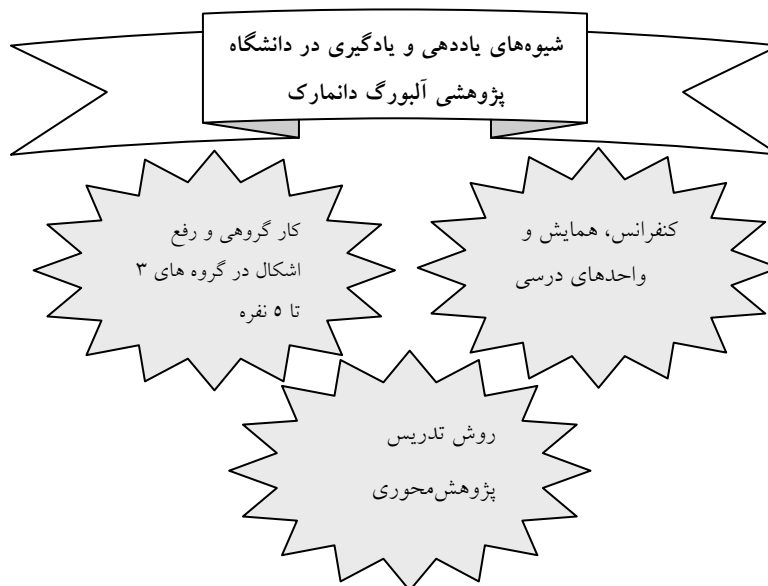 شیوه‌های یاددهی و یادگیری در دانشگاه
پژوهشی آلبورگ دانمارک
کنفرانس، همایش و
واحدهای درسی
کار گروهی و رفع
اشکال در گروه های ۳
تا ۵ نفره
روش تدریس
پژوهش‌محوری